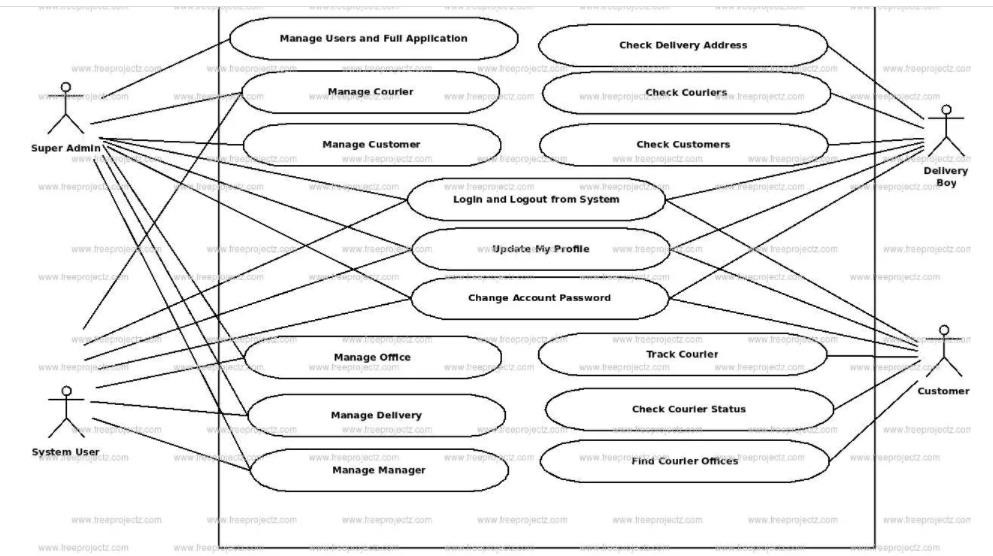 Manage Users and Full Application
Check Delivery Address
Manage Courier
Check Couriers
Super Admin
Manage Customer
Check Customers
Delivery
Boy
Login and Logout from System
Update My Profile
Change Account Password
Manage Office
Track Courier
Customer
Manage Delivery
Check Courier Status
System User
Manage Manager
Find Courier Offices
www.freeprojectz.com